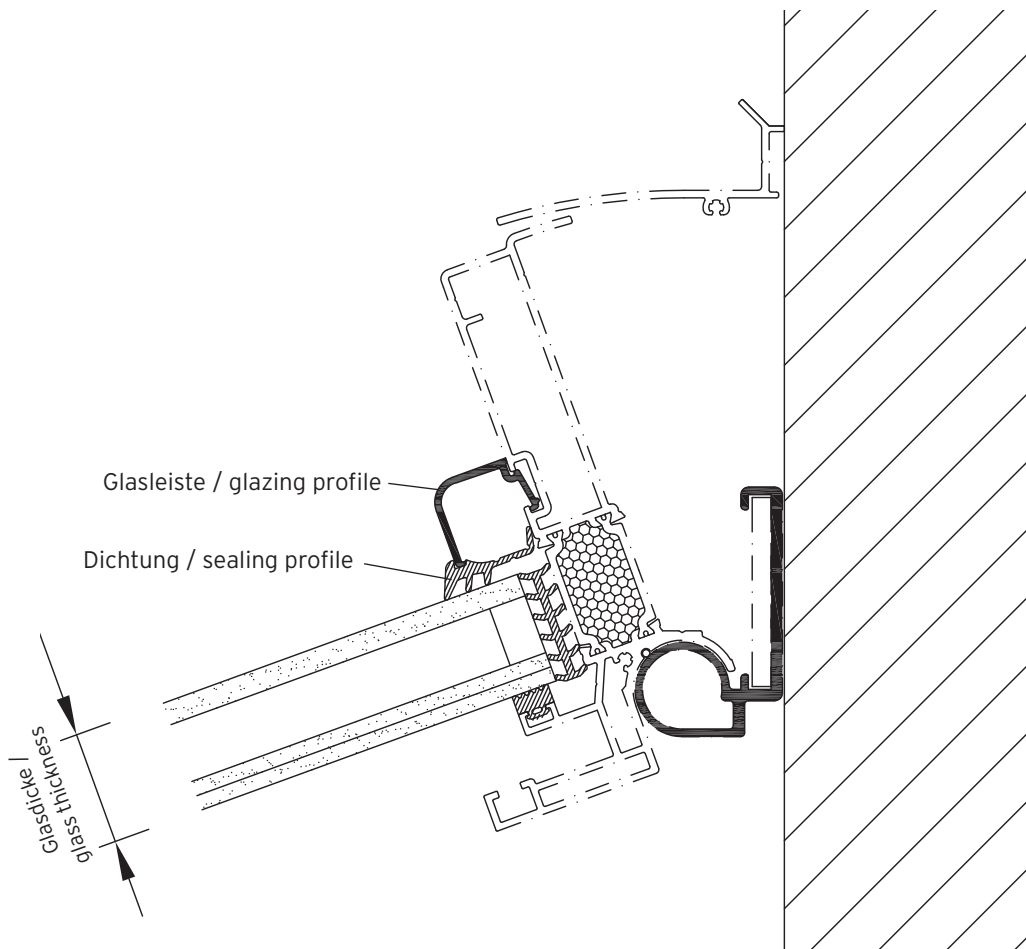 Glasleiste / glazing profile
Dichtung / sealing profile
Glasdicke /
glass thickness